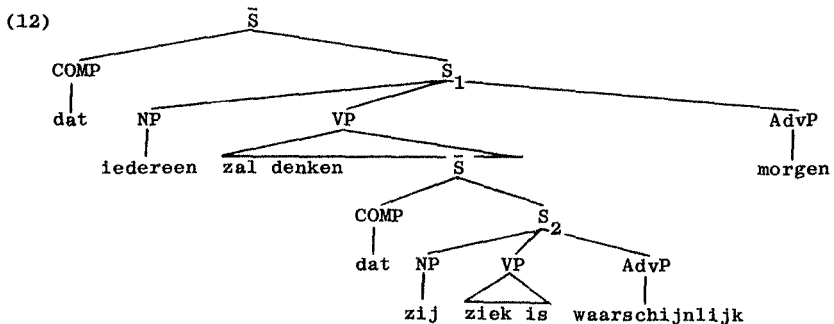 (12) S̄
COMP S1
dat NP VP AdvP
iedereen zal denken morgen
S̄
COMP S2
dat NP VP AdvP
zij ziek is waarschijnlijk